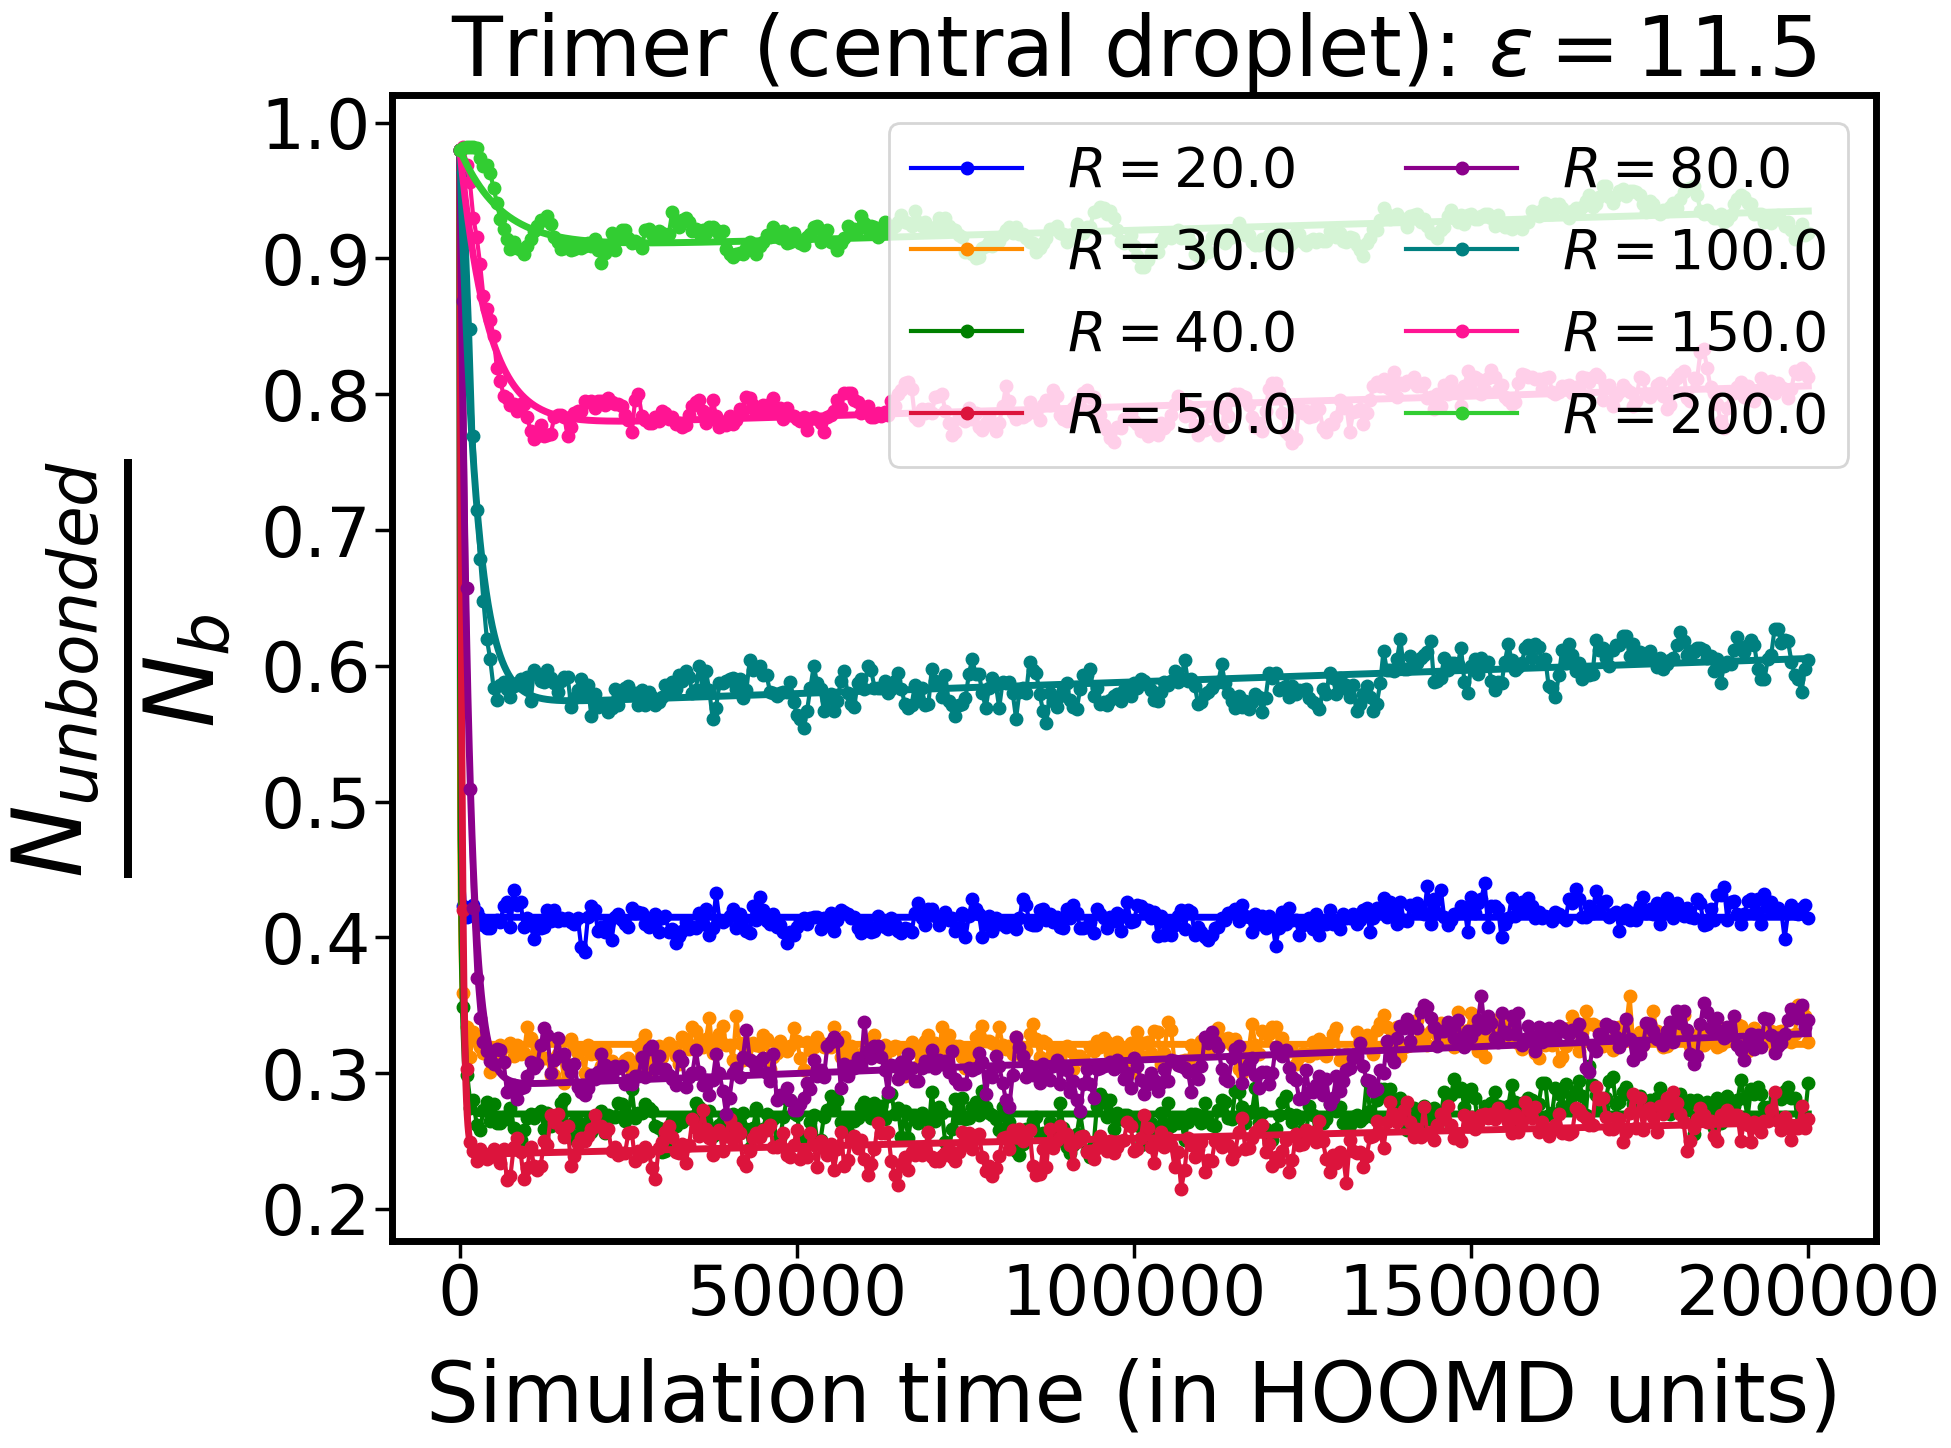 Trimer (central droplet): ε = 11.5
N_unbonded
N_b
1.0
0.9
0.8
0.7
0.6
0.5
0.4
0.3
0.2
R = 20.0
R = 30.0
R = 40.0
R = 50.0
R = 80.0
R = 100.0
R = 150.0
R = 200.0
0 50000 100000 150000 200000
Simulation time (in HOOMD units)